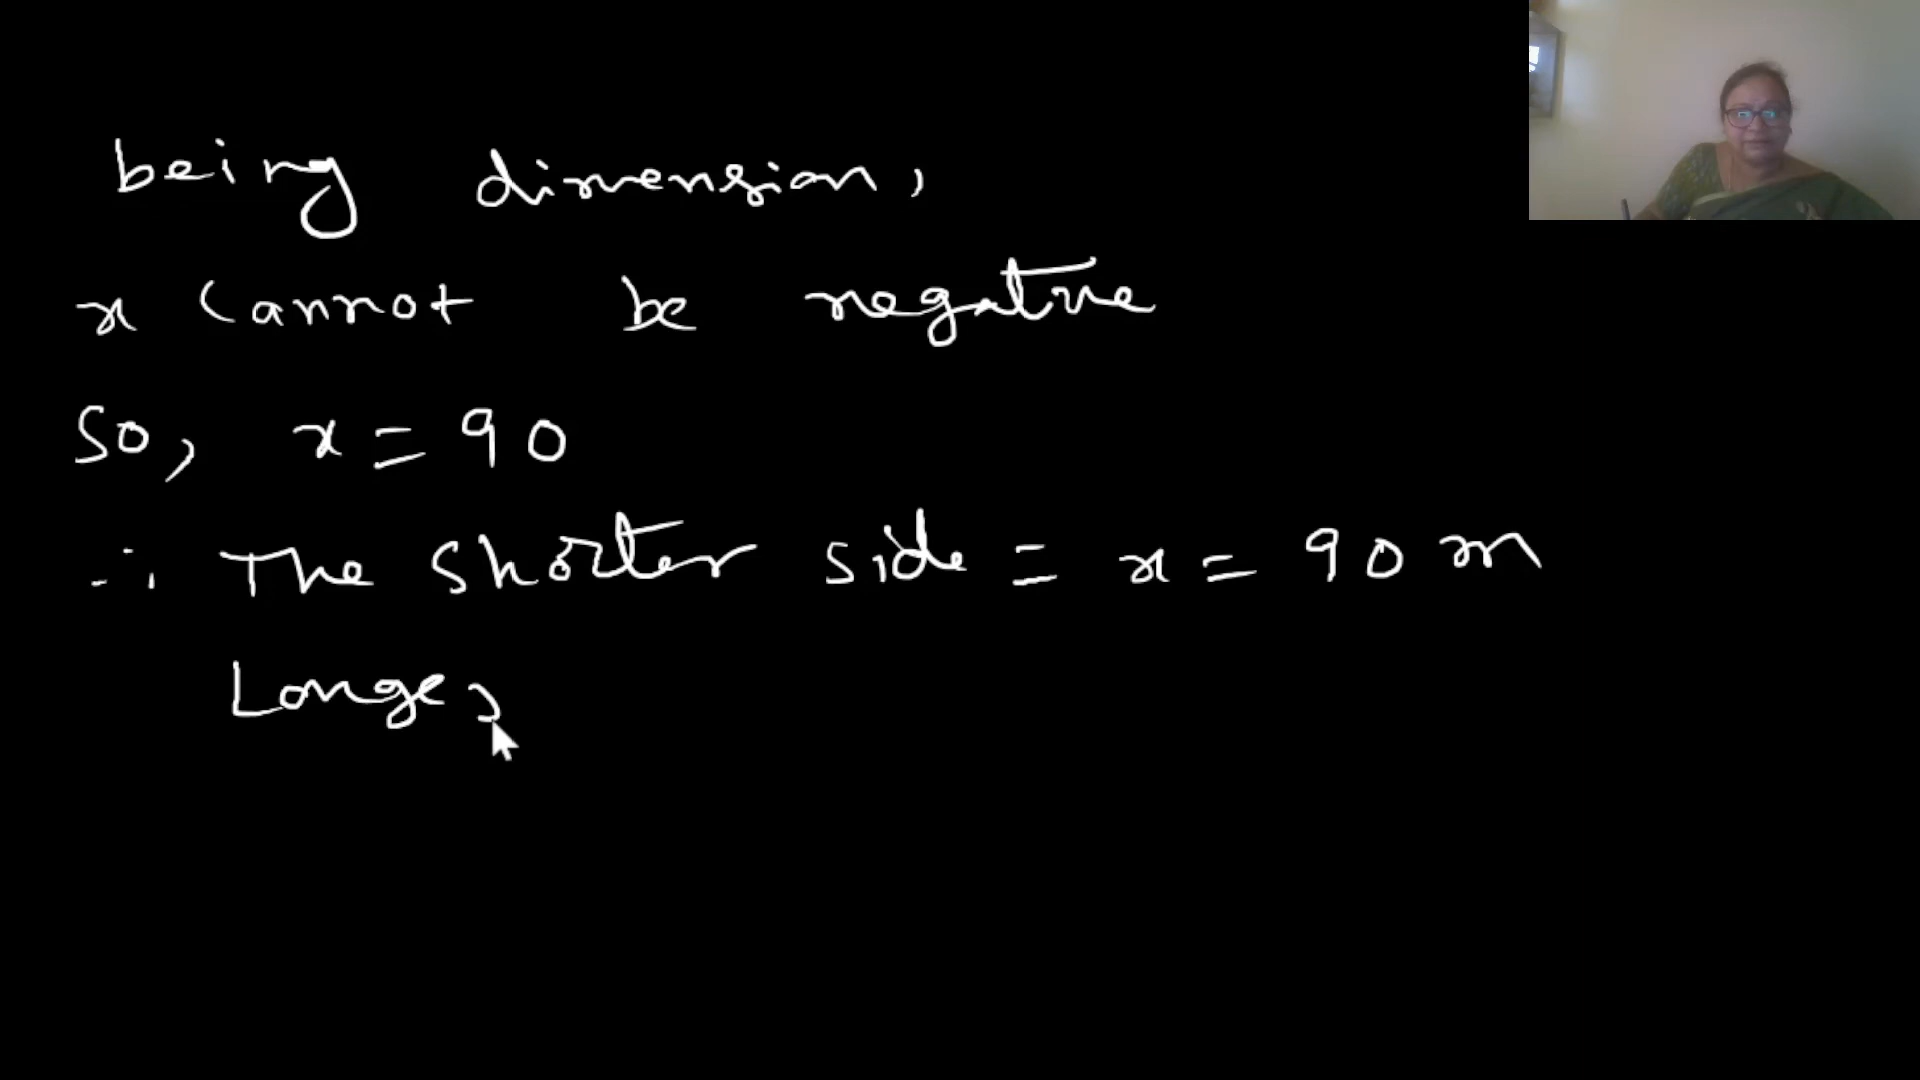 being dimension,
x cannot be negative
So, x = 90
∴ The shorter side = x = 90 m
Longer